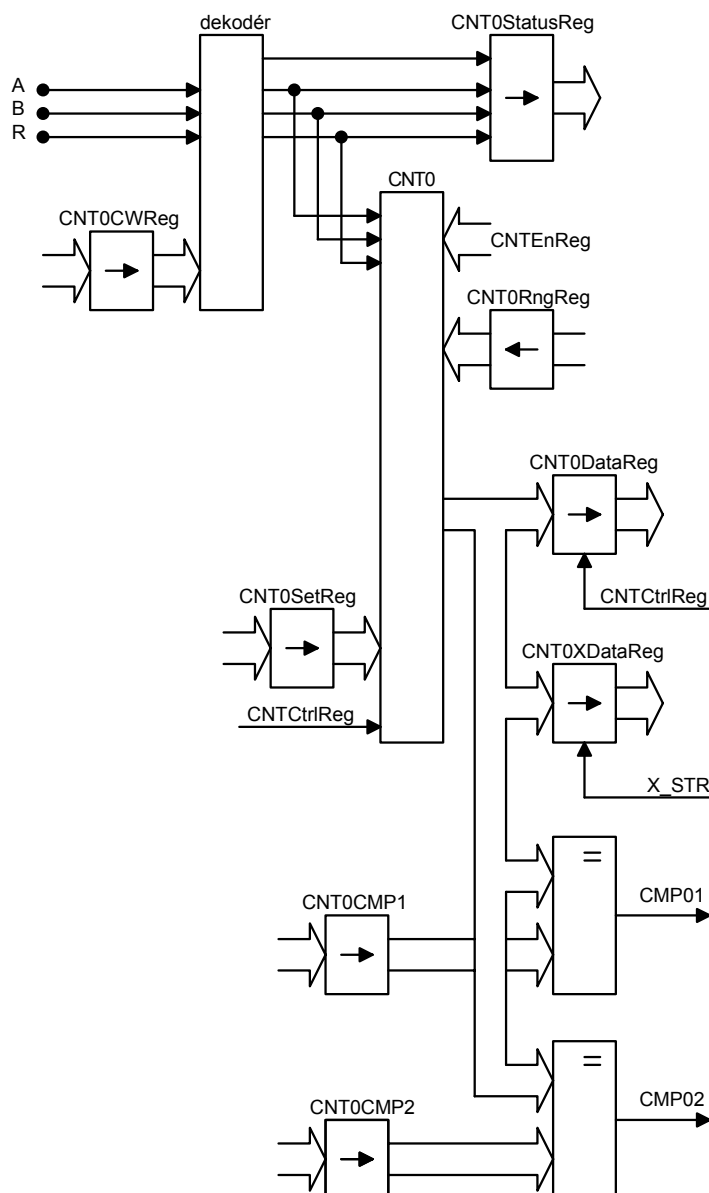 dekodér
CNT0StatusReg
A
B
R
CNT0
CNT0CWReg
CNTEnReg
CNT0RngReg
CNT0DataReg
CNTCtrlReg
CNT0SetReg
CNT0XDataReg
CNTCtrlReg
X_STR
=
CNT0CMP1
CMP01
=
CNT0CMP2
CMP02